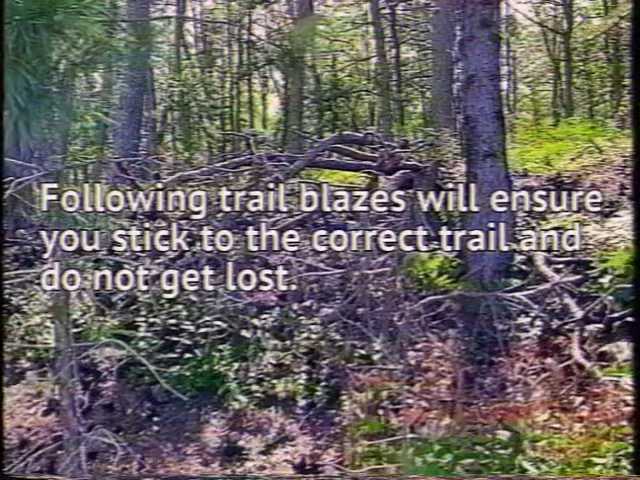 Following trail blazes will ensure
you stick to the correct trail and
do not get lost.